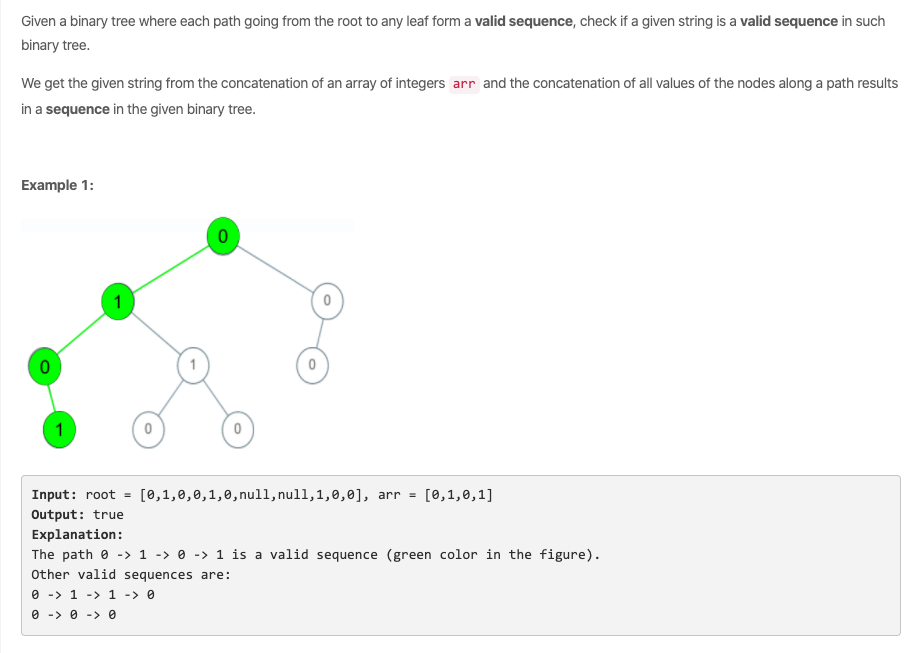 Given a binary tree where each path going from the root to any leaf form a valid sequence, check if a given string is a valid sequence in such
binary tree.
We get the given string from the concatenation of an array of integers arr and the concatenation of all values of the nodes along a path results
in a sequence in the given binary tree.
Example 1:
0
1
0
0
1
0
1
0
0
Input: root = [0,1,0,0,1,0,null,null,1,0,0], arr = [0,1,0,1]
Output: true
Explanation:
The path 0 -> 1 -> 0 -> 1 is a valid sequence (green color in the figure).
Other valid sequences are:
0 -> 1 -> 1 -> 0
0 -> 0 -> 0